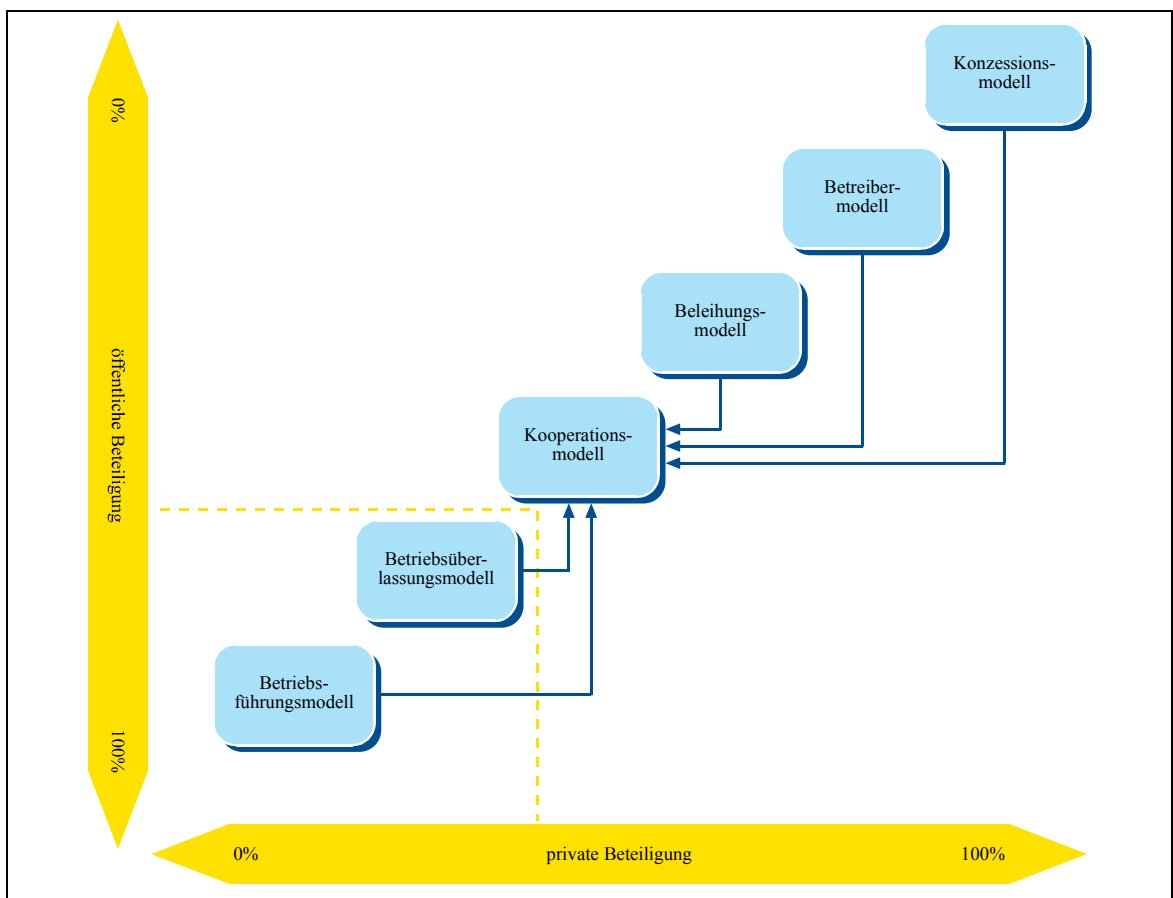 Konzessions-
modell
0%
Betreiber-
modell
Beleihungs-
modell
öffentliche Beteiligung
Kooperations-
modell
Betriebsüber-
lassungsmodell
Betriebs-
führungsmodell
100%
0%
private Beteiligung
100%